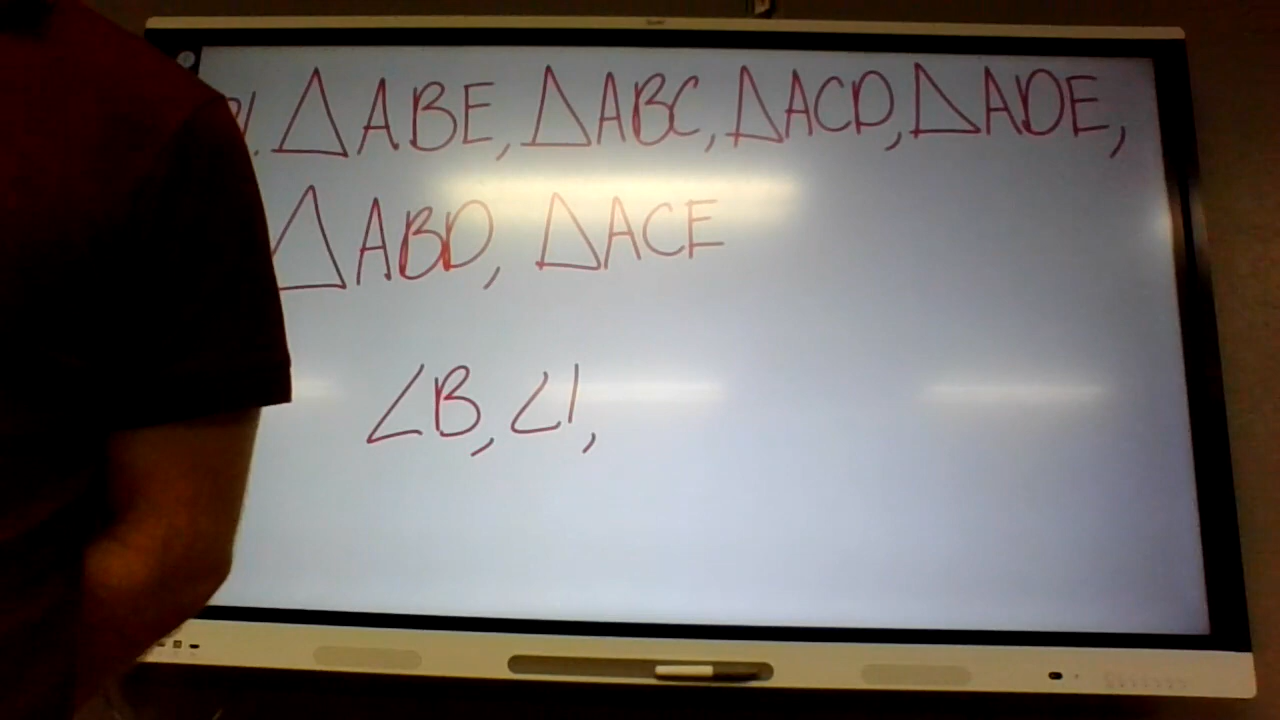 . △ABE, △ABC, △ACD, △ADE,
△ABD, △ACE
∠B, ∠1,